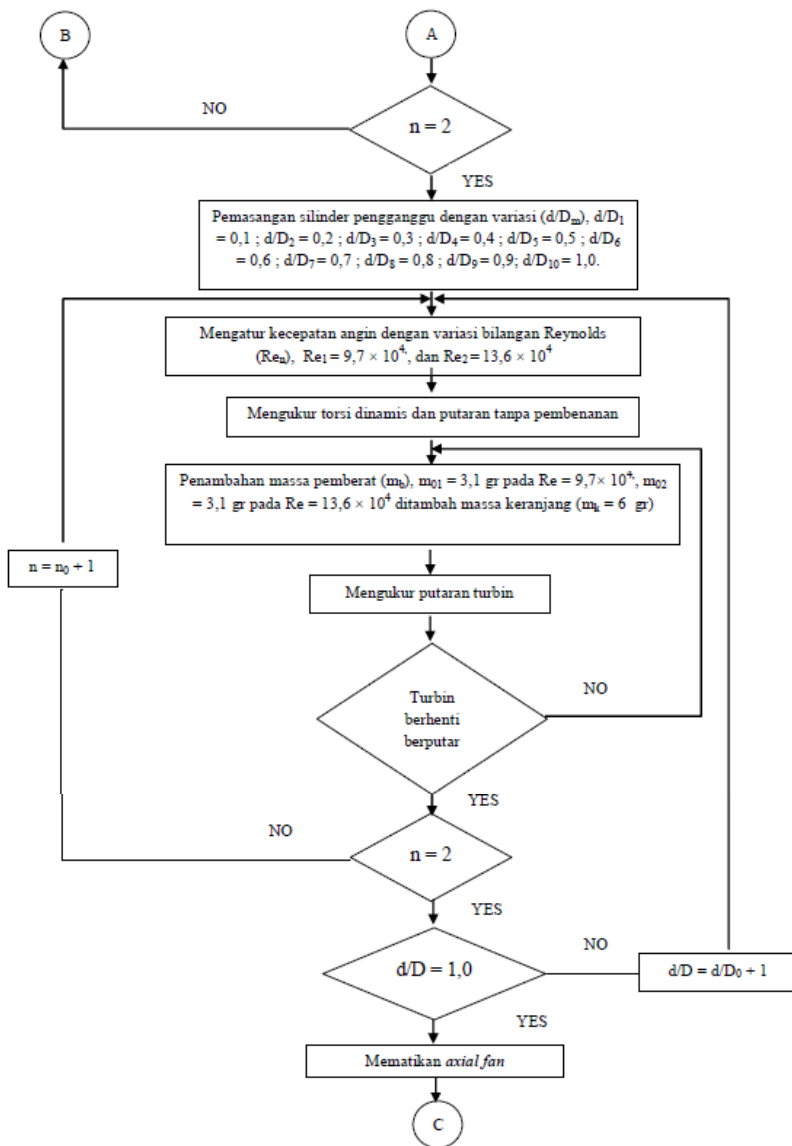 B
A
NO
n = 2
YES
Pemasangan silinder pengganggu dengan variasi (d/Dₘ), d/D₁
= 0,1 ; d/D₂ = 0,2 ; d/D₃ = 0,3 ; d/D₄ = 0,4 ; d/D₅ = 0,5 ; d/D₆
= 0,6 ; d/D₇ = 0,7 ; d/D₈ = 0,8 ; d/D₉ = 0,9; d/D₁₀ = 1,0.
Mengatur kecepatan angin dengan variasi bilangan Reynolds
(Reₙ), Re₁ = 9,7 × 10⁴, dan Re₂ = 13,6 × 10⁴
Mengukur torsi dinamis dan putaran tanpa pembenanan
Penambahan massa pemberat (m_b), m₀₁ = 3,1 gr pada Re = 9,7× 10⁴, m₀₂
= 3,1 gr pada Re = 13,6 × 10⁴ ditambah massa keranjang (mₖ = 6 gr)
n = n₀ + 1
Mengukur putaran turbin
Turbin
berhenti
berputar
NO
YES
NO
n = 2
YES
d/D = 1,0
NO
d/D = d/D₀ + 1
YES
Mematikan axial fan
C